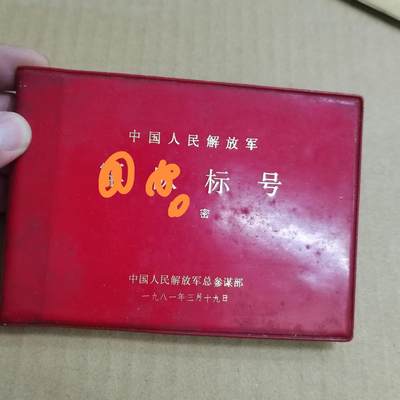 中国人民解放军
标号
密
中国人民解放军总参谋部
一九八一年三月十九日